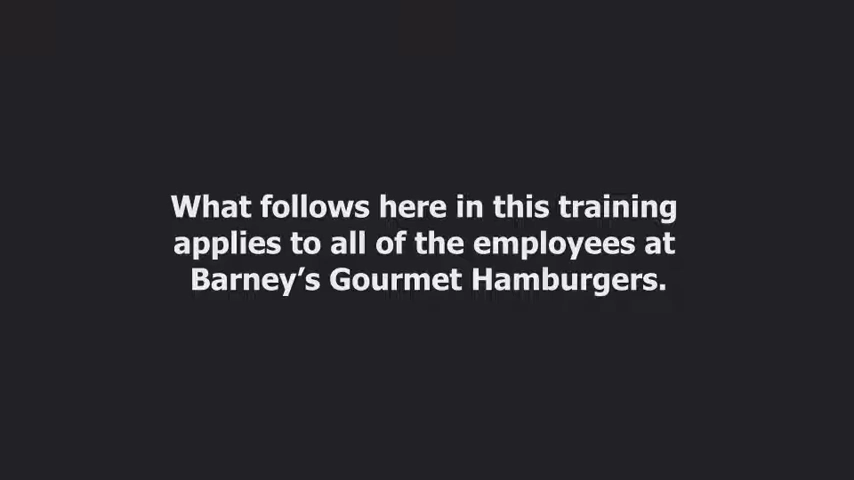 What follows here in this training
applies to all of the employees at
Barney’s Gourmet Hamburgers.